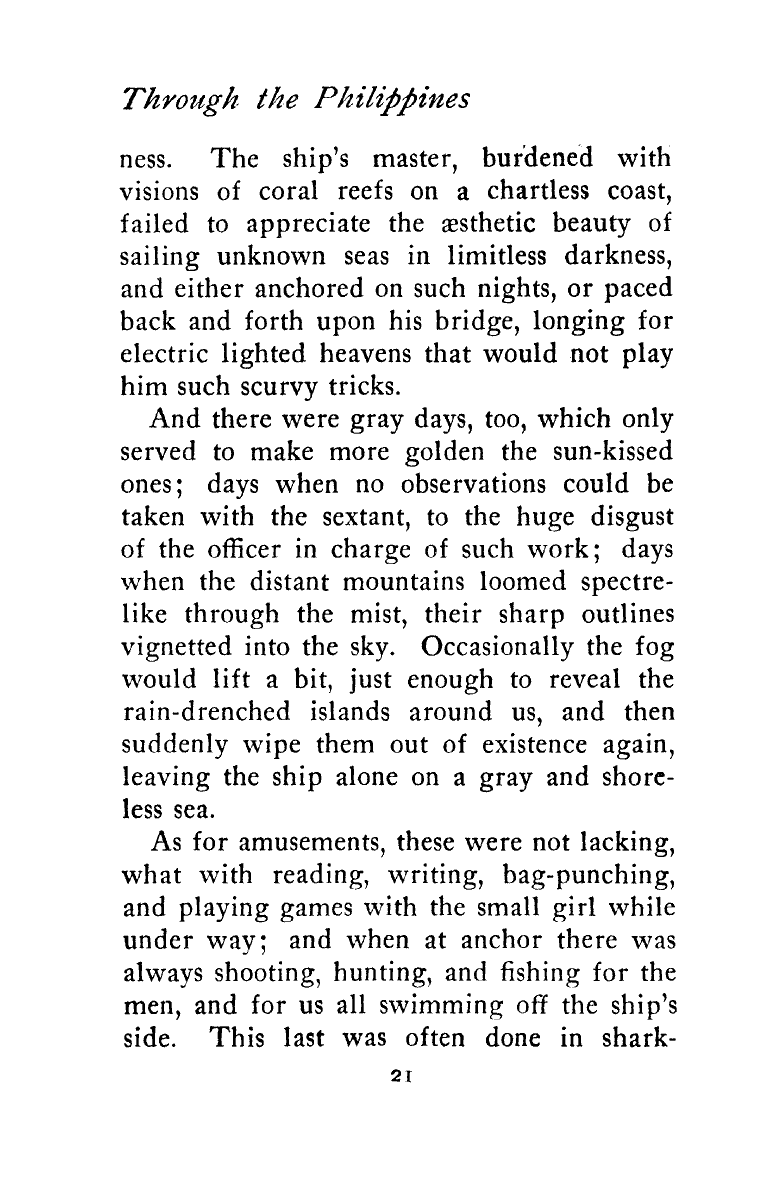 Through the Philippines
ness. The ship's master, burdened with
visions of coral reefs on a chartless coast,
failed to appreciate the æsthetic beauty of
sailing unknown seas in limitless darkness,
and either anchored on such nights, or paced
back and forth upon his bridge, longing for
electric lighted heavens that would not play
him such scurvy tricks.
And there were gray days, too, which only
served to make more golden the sun-kissed
ones; days when no observations could be
taken with the sextant, to the huge disgust
of the officer in charge of such work; days
when the distant mountains loomed spectre-
like through the mist, their sharp outlines
vignetted into the sky. Occasionally the fog
would lift a bit, just enough to reveal the
rain-drenched islands around us, and then
suddenly wipe them out of existence again,
leaving the ship alone on a gray and shore-
less sea.
As for amusements, these were not lacking,
what with reading, writing, bag-punching,
and playing games with the small girl while
under way; and when at anchor there was
always shooting, hunting, and fishing for the
men, and for us all swimming off the ship's
side. This last was often done in shark-
21